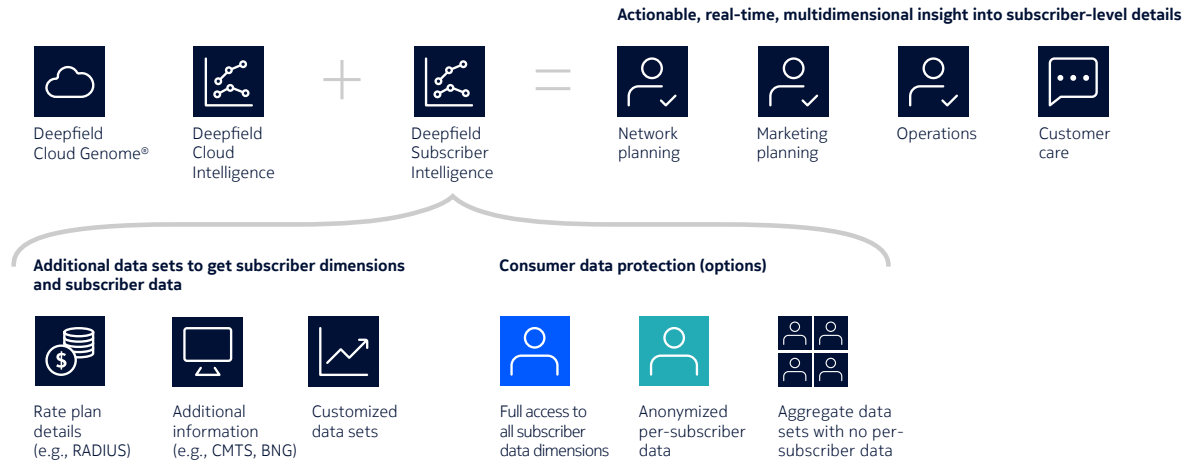 Actionable, real-time, multidimensional insight into subscriber-level details
Deepfield
Cloud Genome®
Deepfield
Cloud
Intelligence
Deepfield
Subscriber
Intelligence
Network
planning
Marketing
planning
Operations
Customer
care
Additional data sets to get subscriber dimensions
and subscriber data
Consumer data protection (options)
$
Rate plan
details
(e.g., RADIUS)
Additional
information
(e.g., CMTS, BNG)
Customized
data sets
Full access to
all subscriber
data dimensions
Anonymized
per-subscriber
data
Aggregate data
sets with no per-
subscriber data